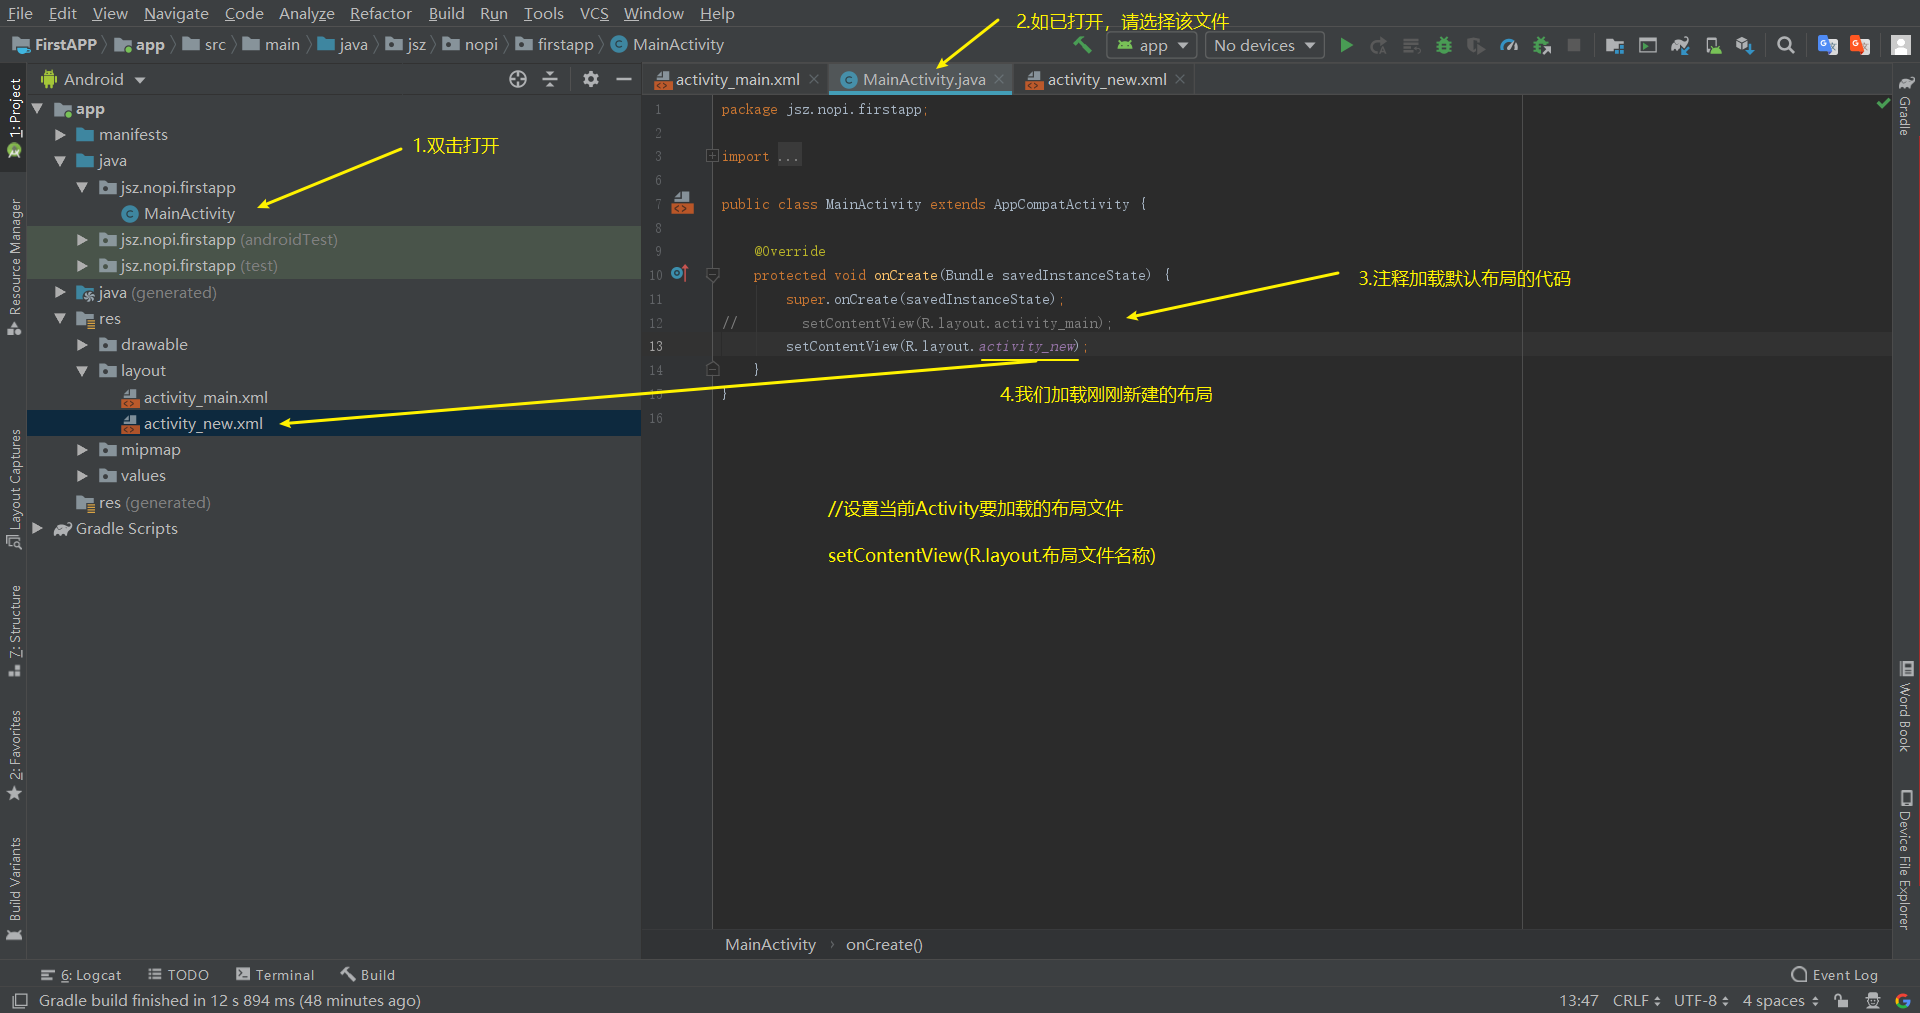 File Edit View Navigate Code Analyze Refactor Build Run Tools VCS Window Help
2.如已打开，请选择该文件
FirstAPP app src main java jsz nopi firstapp MainActivity
app No devices
1: Project
Resource Manager
Layout Captures
7: Structure
2: Favorites
Build Variants
Android
app
manifests
java
jsz.nopi.firstapp
MainActivity
jsz.nopi.firstapp (androidTest)
jsz.nopi.firstapp (test)
java (generated)
res
drawable
layout
activity_main.xml
activity_new.xml
mipmap
values
res (generated)
Gradle Scripts
1.双击打开
activity_main.xml MainActivity.java activity_new.xml
1 package jsz.nopi.firstapp;
2
3 import ...
6
7 public class MainActivity extends AppCompatActivity {
8
9 @Override
10 protected void onCreate(Bundle savedInstanceState) {
11 super.onCreate(savedInstanceState);
12 // setContentView(R.layout.activity_main);
13 setContentView(R.layout.activity_new);
14 }
15 }
16
3.注释加载默认布局的代码
4.我们加载刚刚新建的布局
//设置当前Activity要加载的布局文件
setContentView(R.layout.布局文件名称)
Gradle
Word Book
Device File Explorer
MainActivity › onCreate()
6: Logcat TODO Terminal Build Event Log
Gradle build finished in 12 s 894 ms (48 minutes ago) 13:47 CRLF UTF-8 4 spaces